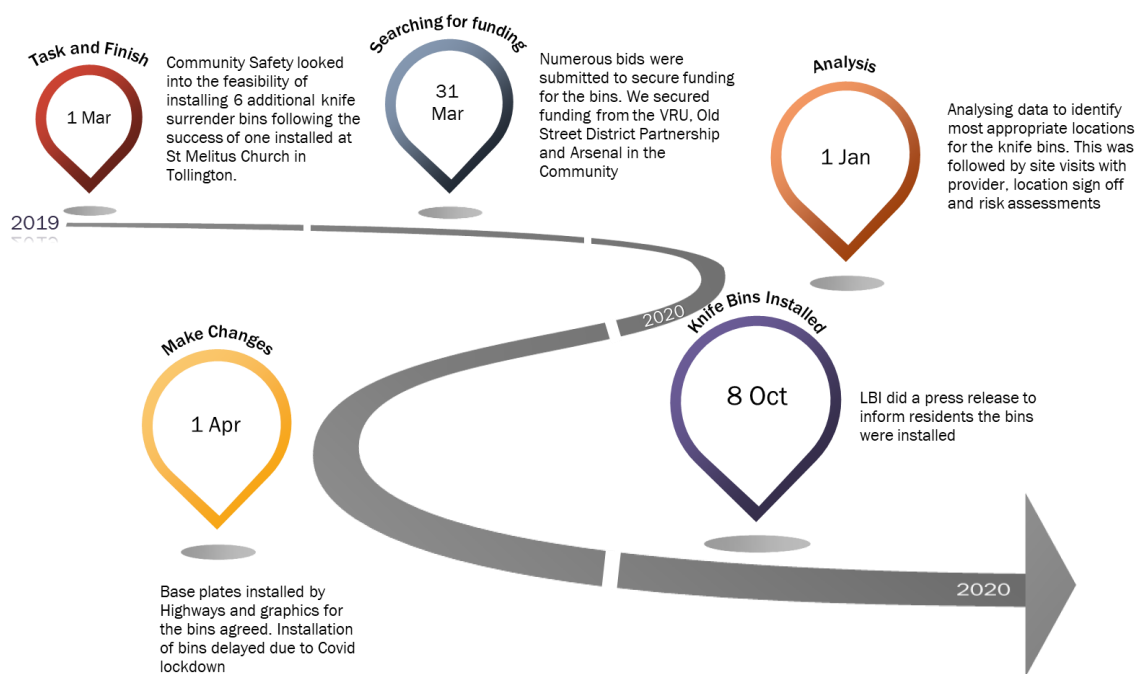 Task and Finish
1 Mar
Community Safety looked
into the feasibility of
installing 6 additional knife
surrender bins following the
success of one installed at
St Melitus Church in
Tollington.
Searching for funding
31
Mar
Numerous bids were
submitted to secure funding
for the bins. We secured
funding from the VRU, Old
Street District Partnership
and Arsenal in the
Community
Analysis
1 Jan
Analysing data to identify
most appropriate locations
for the knife bins. This was
followed by site visits with
provider, location sign off
and risk assessments
2019
2020
Make Changes
1 Apr
Base plates installed by
Highways and graphics for
the bins agreed. Installation
of bins delayed due to Covid
lockdown
Knife Bins Installed
8 Oct
LBI did a press release to
inform residents the bins
were installed
2020